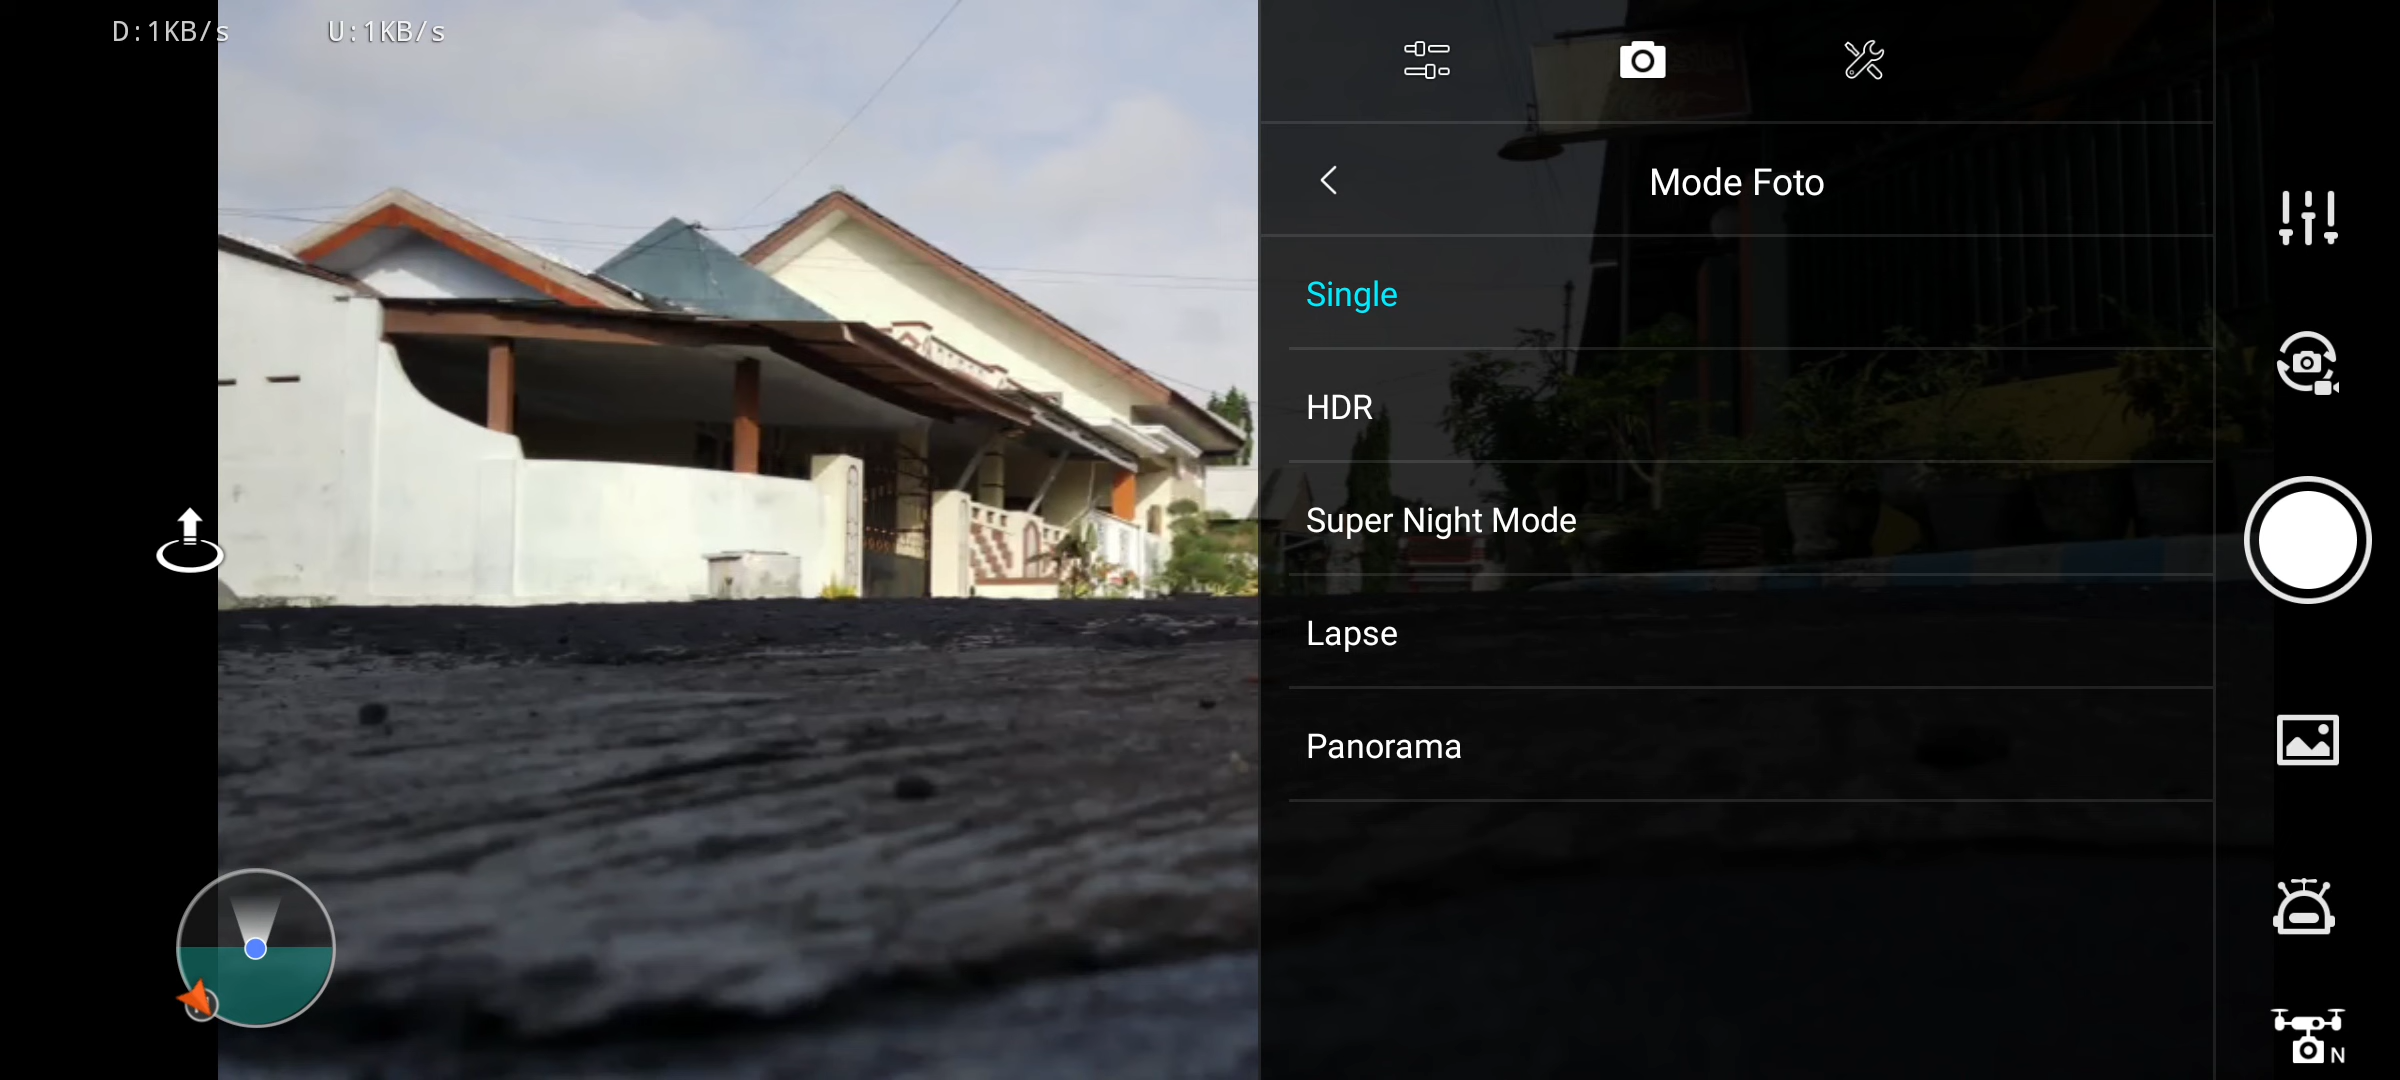 D:1KB/s U:1KB/s
Mode Foto
Single
HDR
Super Night Mode
Lapse
Panorama
N